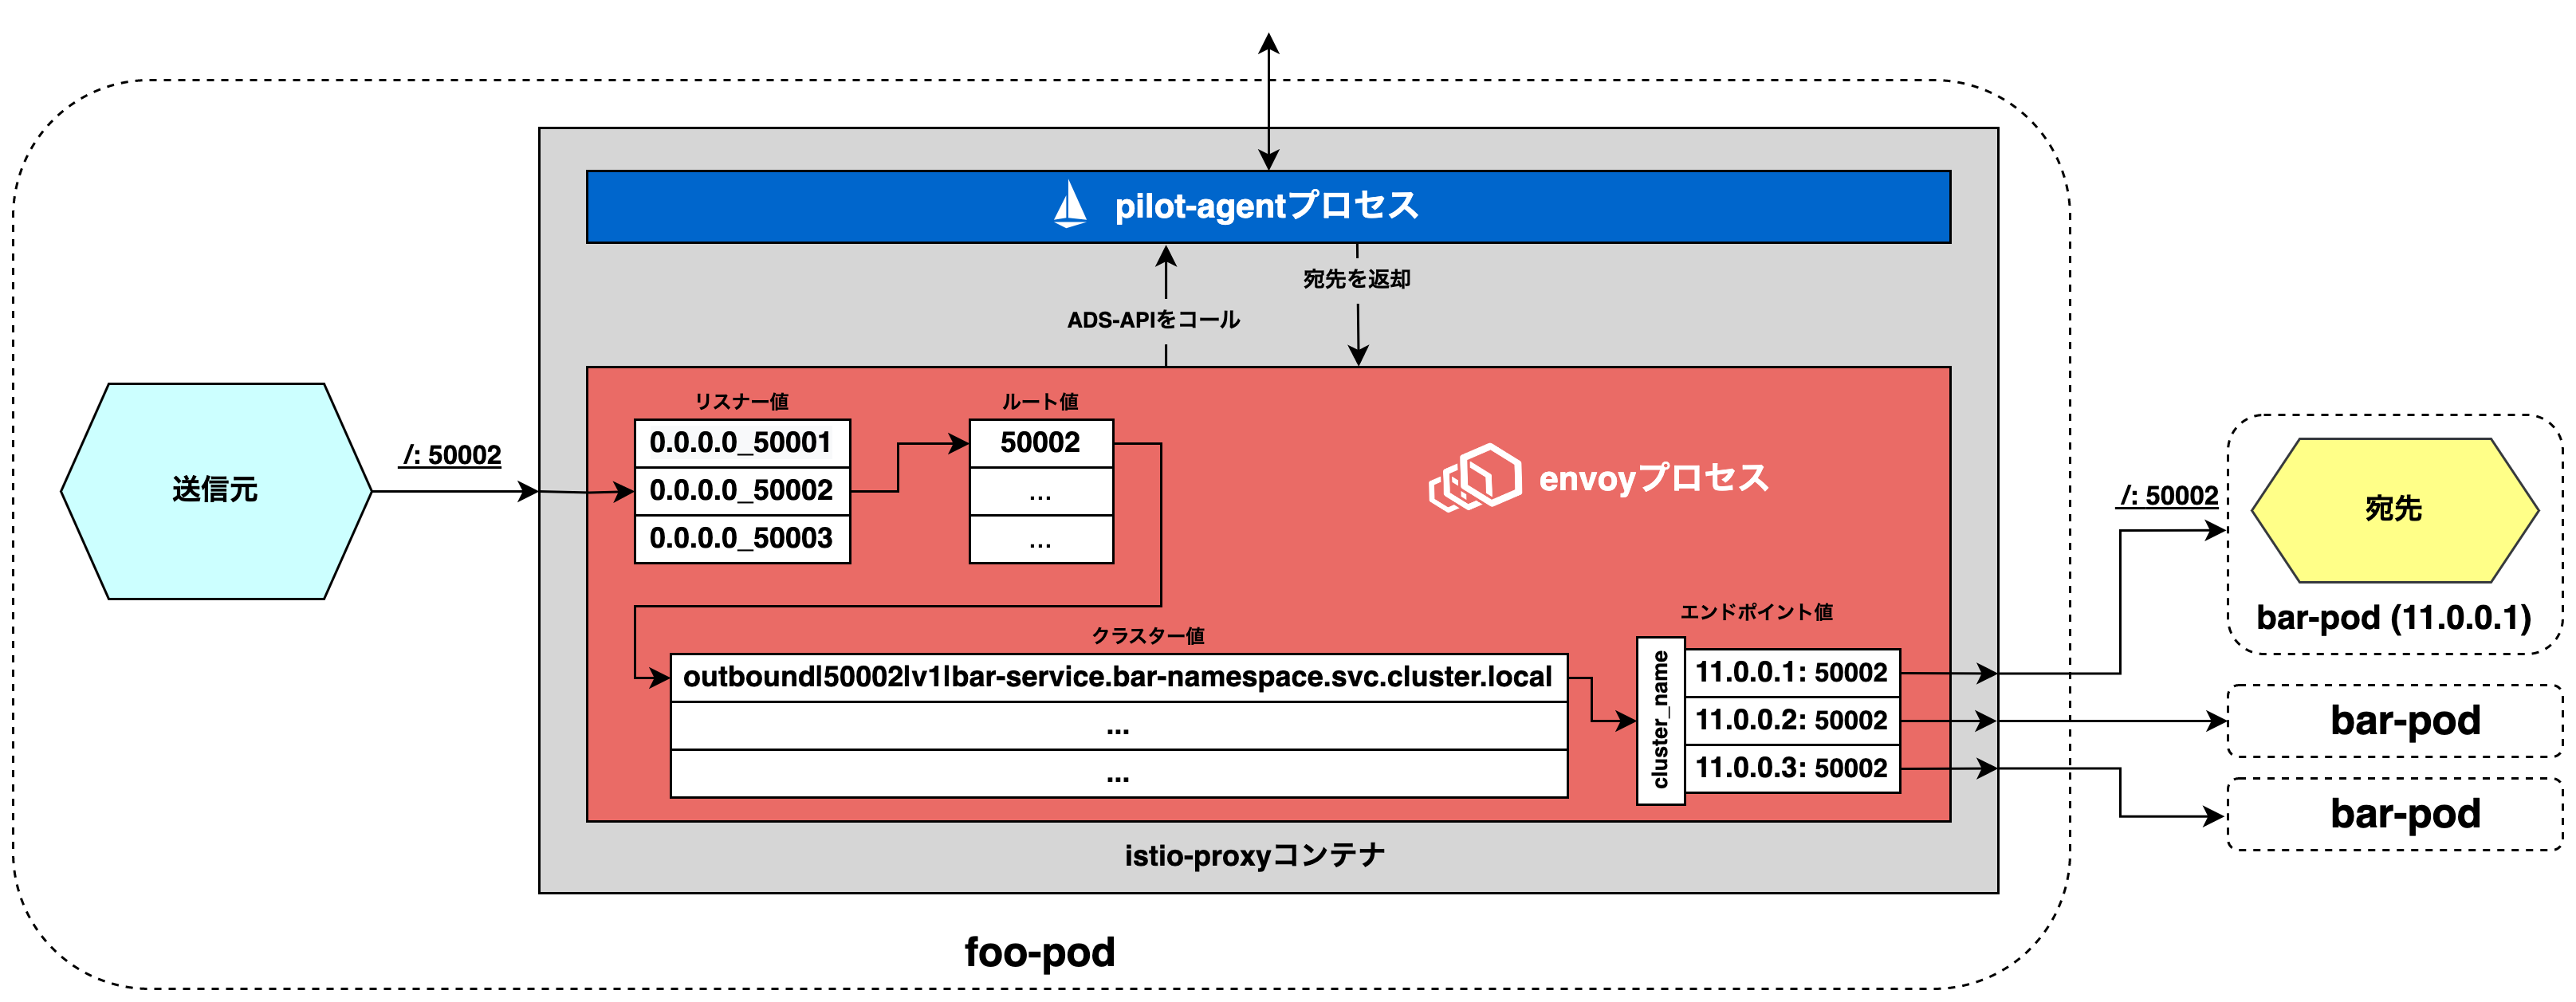 pilot-agentプロセス
宛先を返却
ADS-APIをコール
リスナー値
ルート値
0.0.0.0_50001
0.0.0.0_50002
0.0.0.0_50003
50002
...
...
envoyプロセス
送信元
/: 50002
クラスター値
outbound|50002|v1|bar-service.bar-namespace.svc.cluster.local
...
...
エンドポイント値
cluster_name
11.0.0.1: 50002
11.0.0.2: 50002
11.0.0.3: 50002
istio-proxyコンテナ
foo-pod
/: 50002
宛先
bar-pod (11.0.0.1)
bar-pod
bar-pod